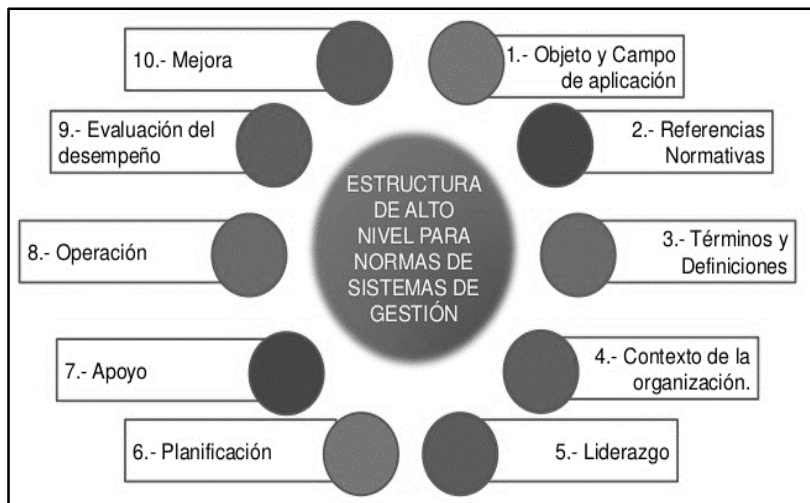 ESTRUCTURA
DE ALTO
NIVEL PARA
NORMAS DE
SISTEMAS DE
GESTIÓN
1.- Objeto y Campo
de aplicación
2.- Referencias
Normativas
3.- Términos y
Definiciones
4.- Contexto de la
organización.
5.- Liderazgo
6.- Planificación
7.- Apoyo
8.- Operación
9.- Evaluación del
desempeño
10.- Mejora